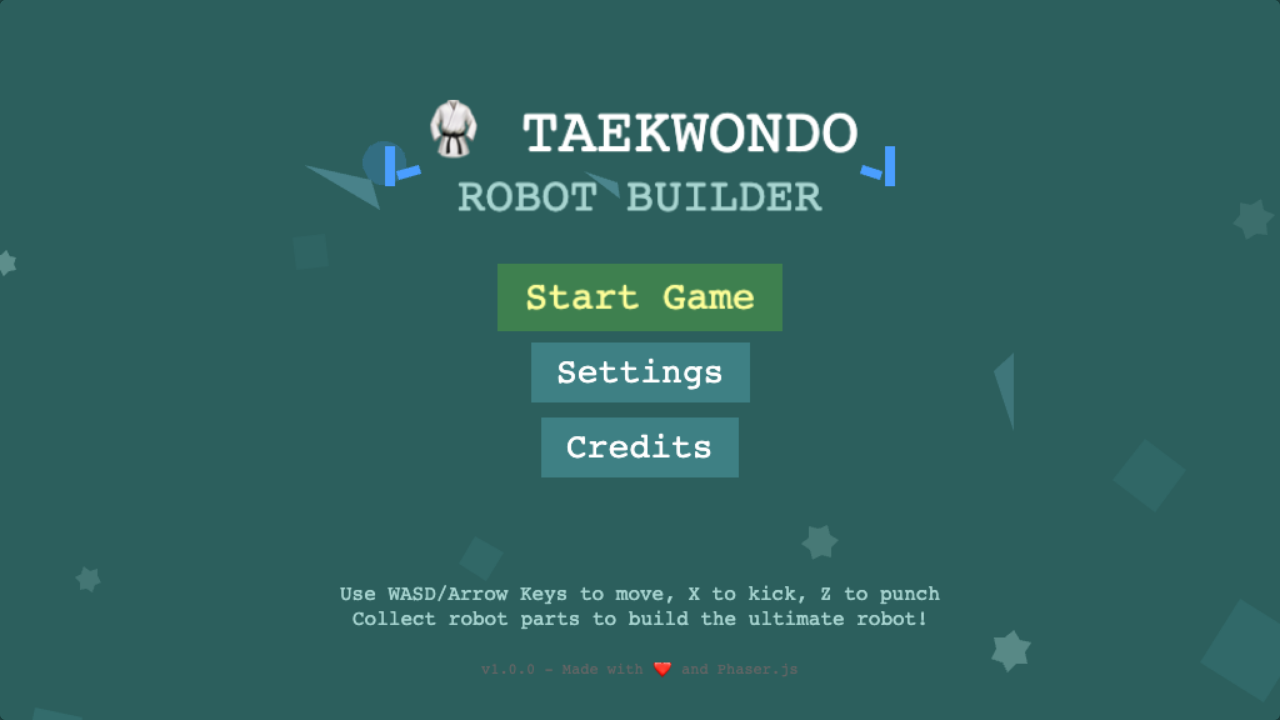 🥋 TAEKWONDO
ROBOT BUILDER
Start Game
Settings
Credits
Use WASD/Arrow Keys to move, X to kick, Z to punch
Collect robot parts to build the ultimate robot!
v1.0.0 - Made with ❤️ and Phaser.js